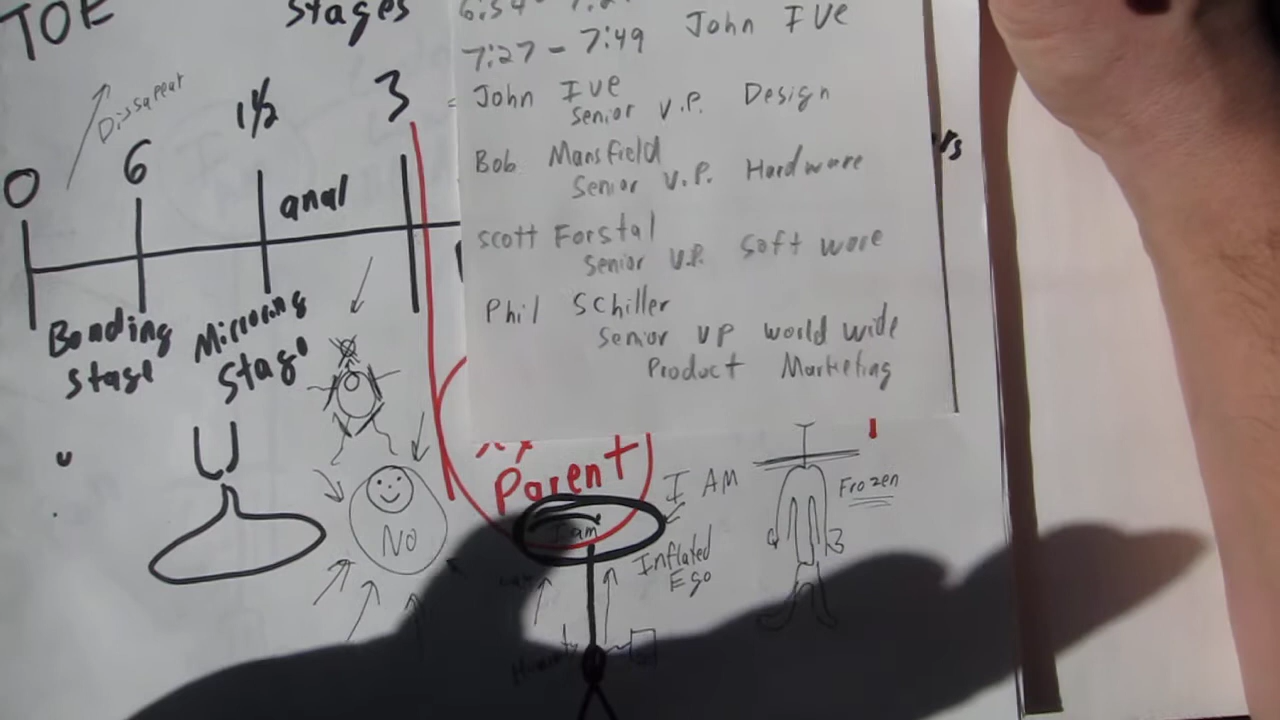 TOE
stages
John IVE
7:27 - 7:49
John Ive
Senior V.P. Design
Bob Mansfield
Senior V.P. Hardware
Scott Forstal
Senior V.P. Software
Phil Schiller
Senior VP world wide
Product Marketing
Dissapear
0
6
1½
3
anal
Bonding
stage
Mirroring
stage
Parent
I AM
I am
Frozen
NO
Inflated
Ego